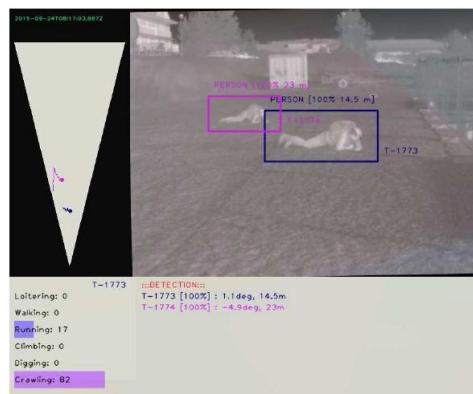 2015-09-24T08:17:03.887Z
PERSON [100% 23 m]
PERSON [100% 14.5 m]
T-1774
T-1773
T-1773
Loitering: 0
Walking: 0
Running: 17
Climbing: 0
Digging: 0
Crawling: 82
:::DETECTION:::
T-1773 [100%] : 1.1deg, 14.5m
T-1774 [100%] : -4.9deg, 23m